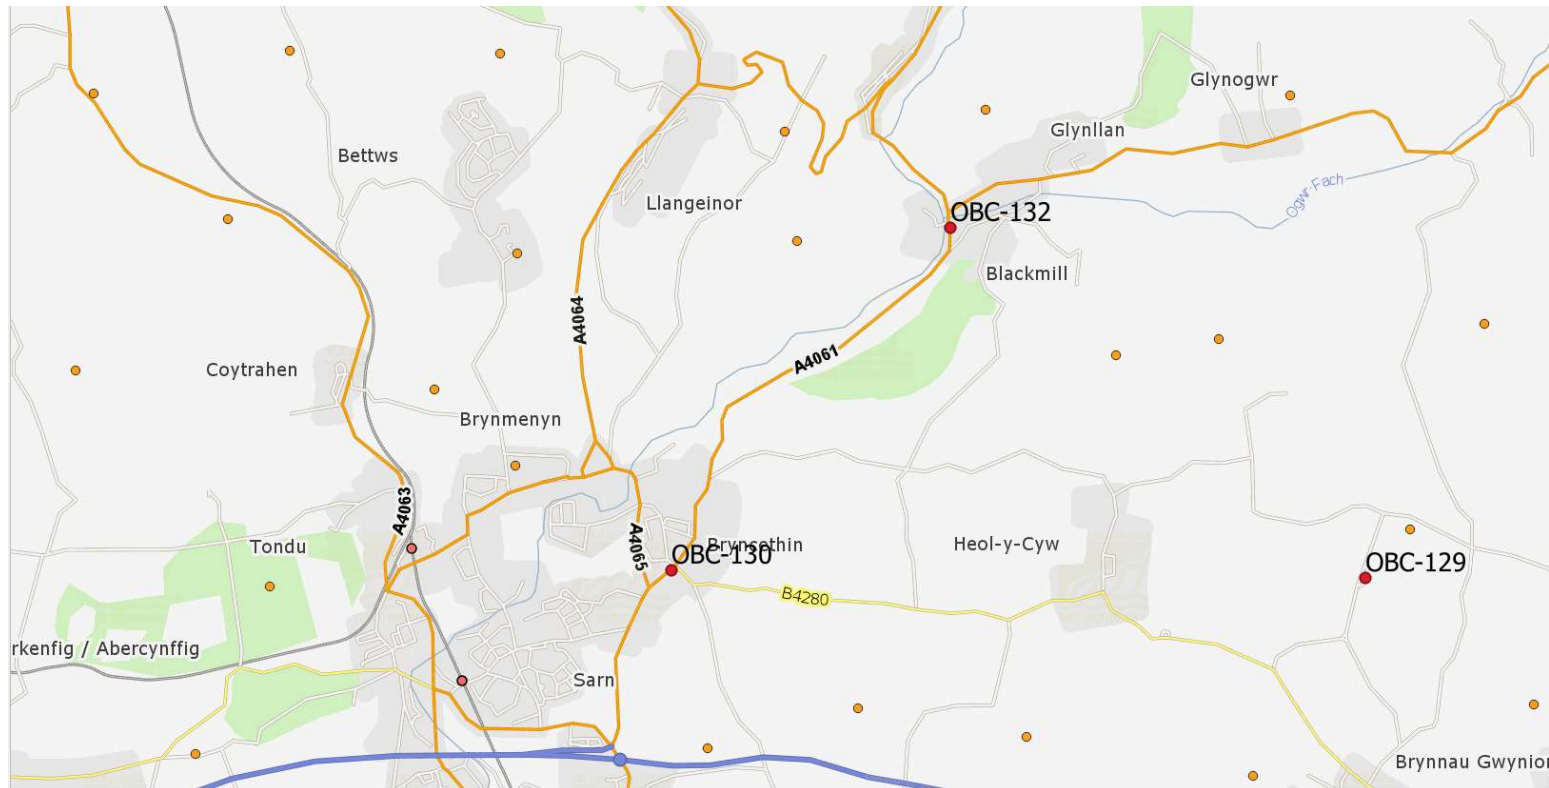 Glynogwr
Glynllan
Bettws
Ogwr Fach
Llangeinor
OBC-132
Blackmill
A4064
A4061
Coytrahen
Brynmenyn
A4063
A4065
Tondu
Bryncethin
Heol-y-Cyw
OBC-130
OBC-129
B4280
rkenfig / Abercynffig
Sarn
Brynnau Gwynion